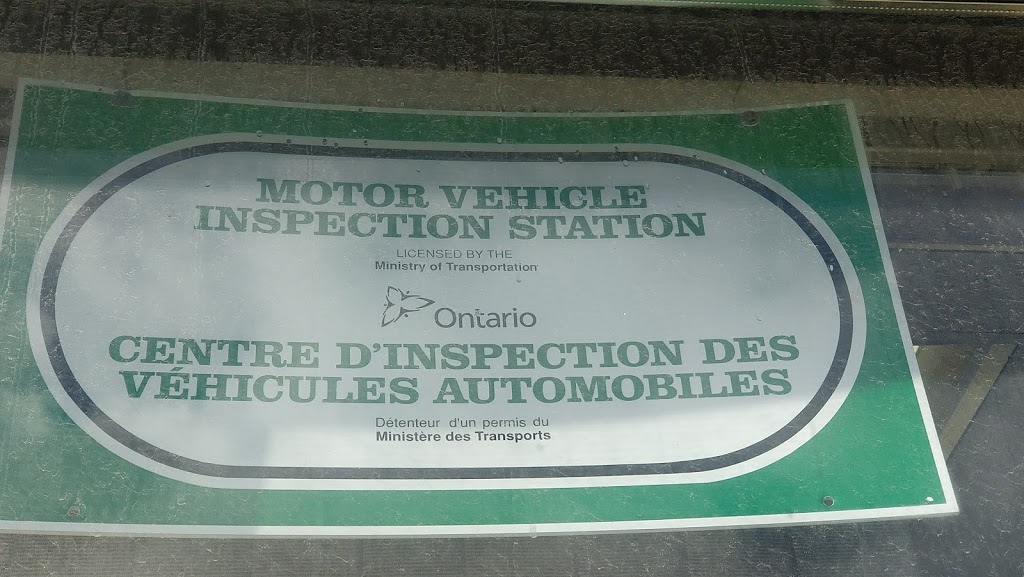 MOTOR VEHICLE
INSPECTION STATION
LICENSED BY THE
Ministry of Transportation
Ontario
CENTRE D'INSPECTION DES
VÉHICULES AUTOMOBILES
Détenteur d'un permis du
Ministère des Transports